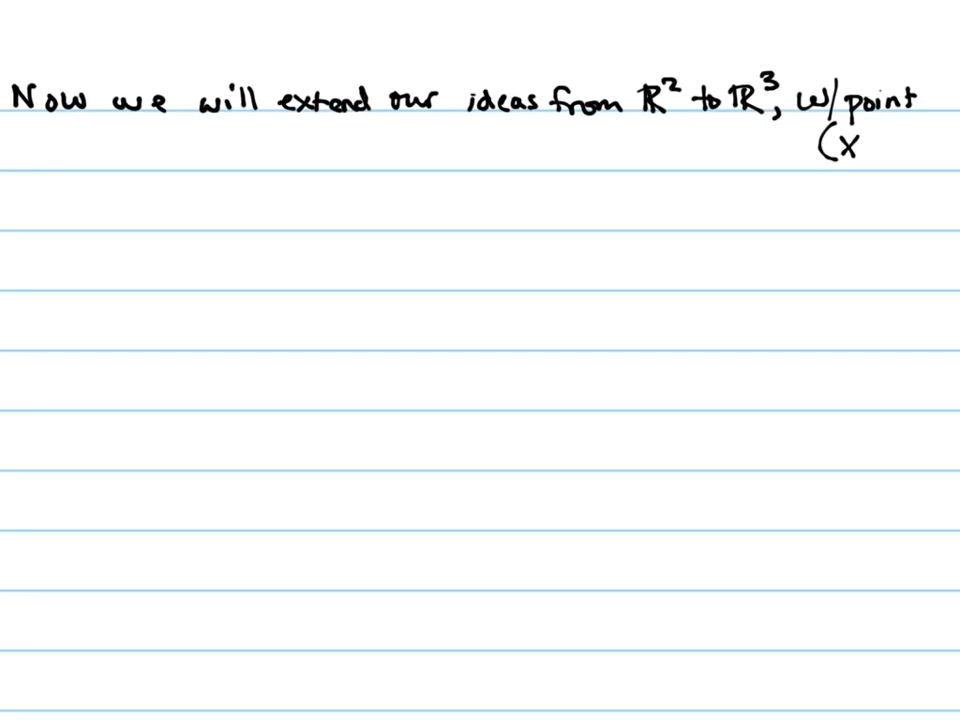 Now we will extend our ideas from ℝ² to ℝ³, w/point
(x